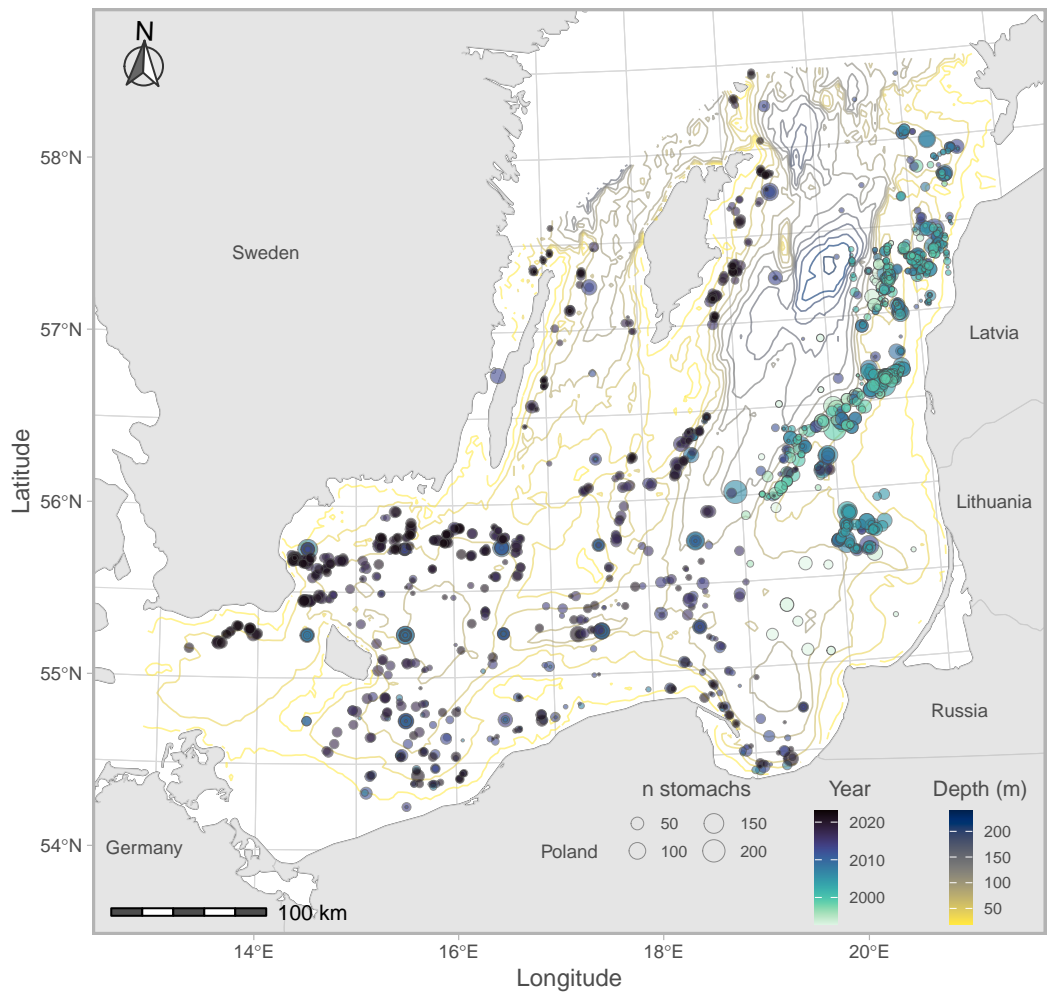 N
58°N
57°N
56°N
55°N
54°N
Latitude
Sweden
Latvia
Lithuania
Russia
Poland
Germany
n stomachs
50
100
150
200
Year
2020
2010
2000
Depth (m)
200
150
100
50
100 km
14°E
16°E
18°E
20°E
Longitude